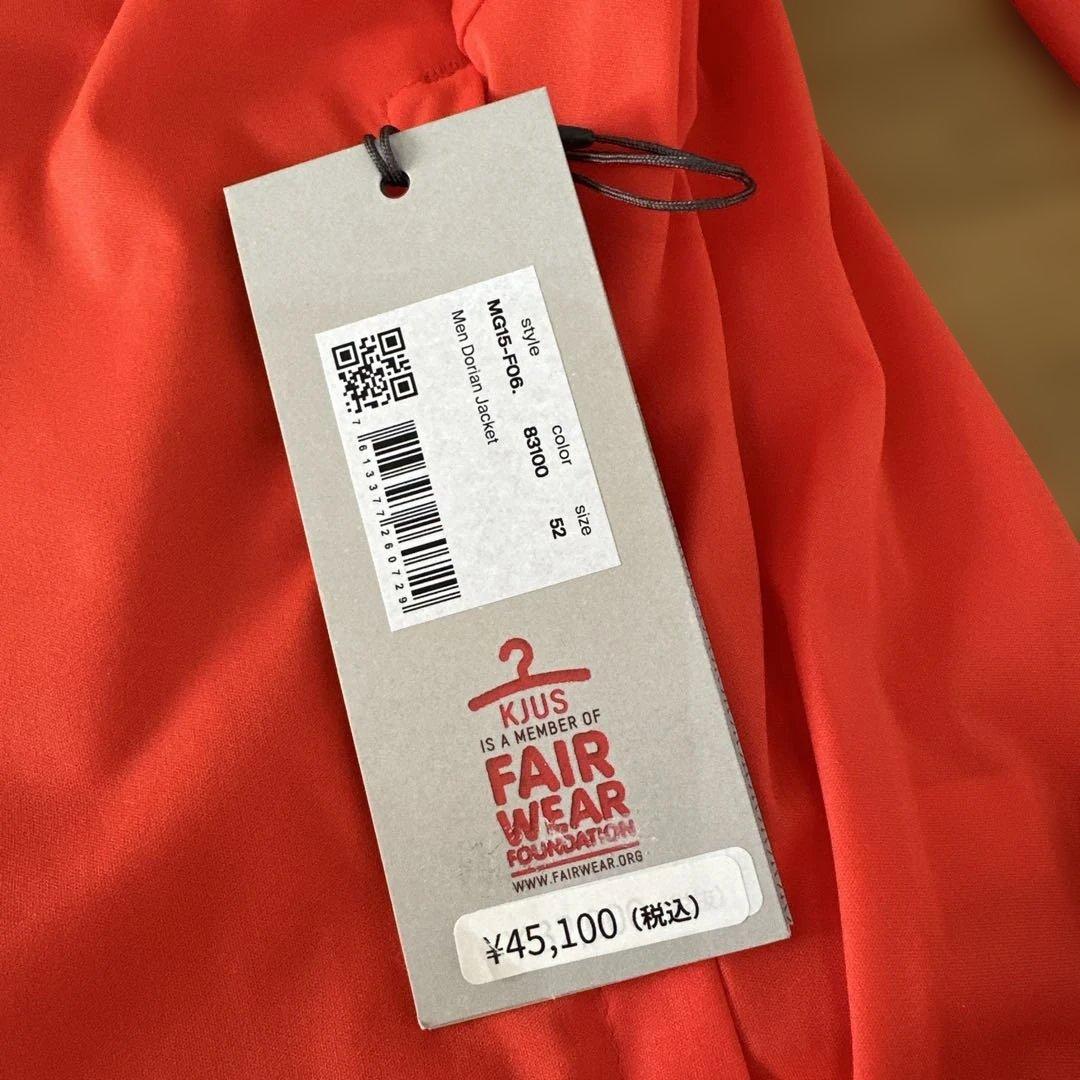 style color size
MG15-F06. 83100 52
Men Dorian Jacket
7 613377 260729
KJUS
IS A MEMBER OF
FAIR
WEAR
FOUNDATION
WWW.FAIRWEAR.ORG
¥45,100 (税込)